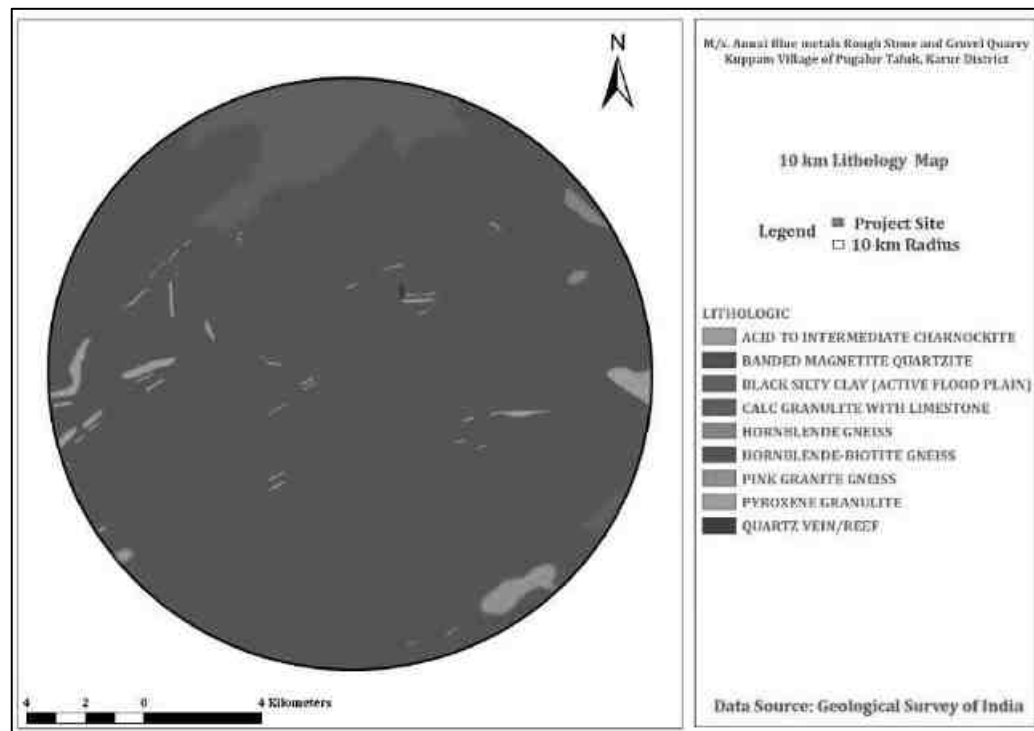 M/s. Annai Blue metals Rough Stone and Gravel Quarry
Kuppam Village of Pugalur Taluk, Karur District
N
10 km Lithology Map
Legend
Project Site
10 km Radius
LITHOLOGIC
ACID TO INTERMEDIATE CHARNOCKITE
BANDED MAGNETITE QUARTZITE
BLACK SILTY CLAY (ACTIVE FLOOD PLAIN)
CALC GRANULITE WITH LIMESTONE
HORNBLENDE GNEISS
HORNBLENDE-BIOTITE GNEISS
PINK GRANITE GNEISS
PYROXENE GRANULITE
QUARTZ VEIN/REEF
4 2 0 4 Kilometers
Data Source: Geological Survey of India